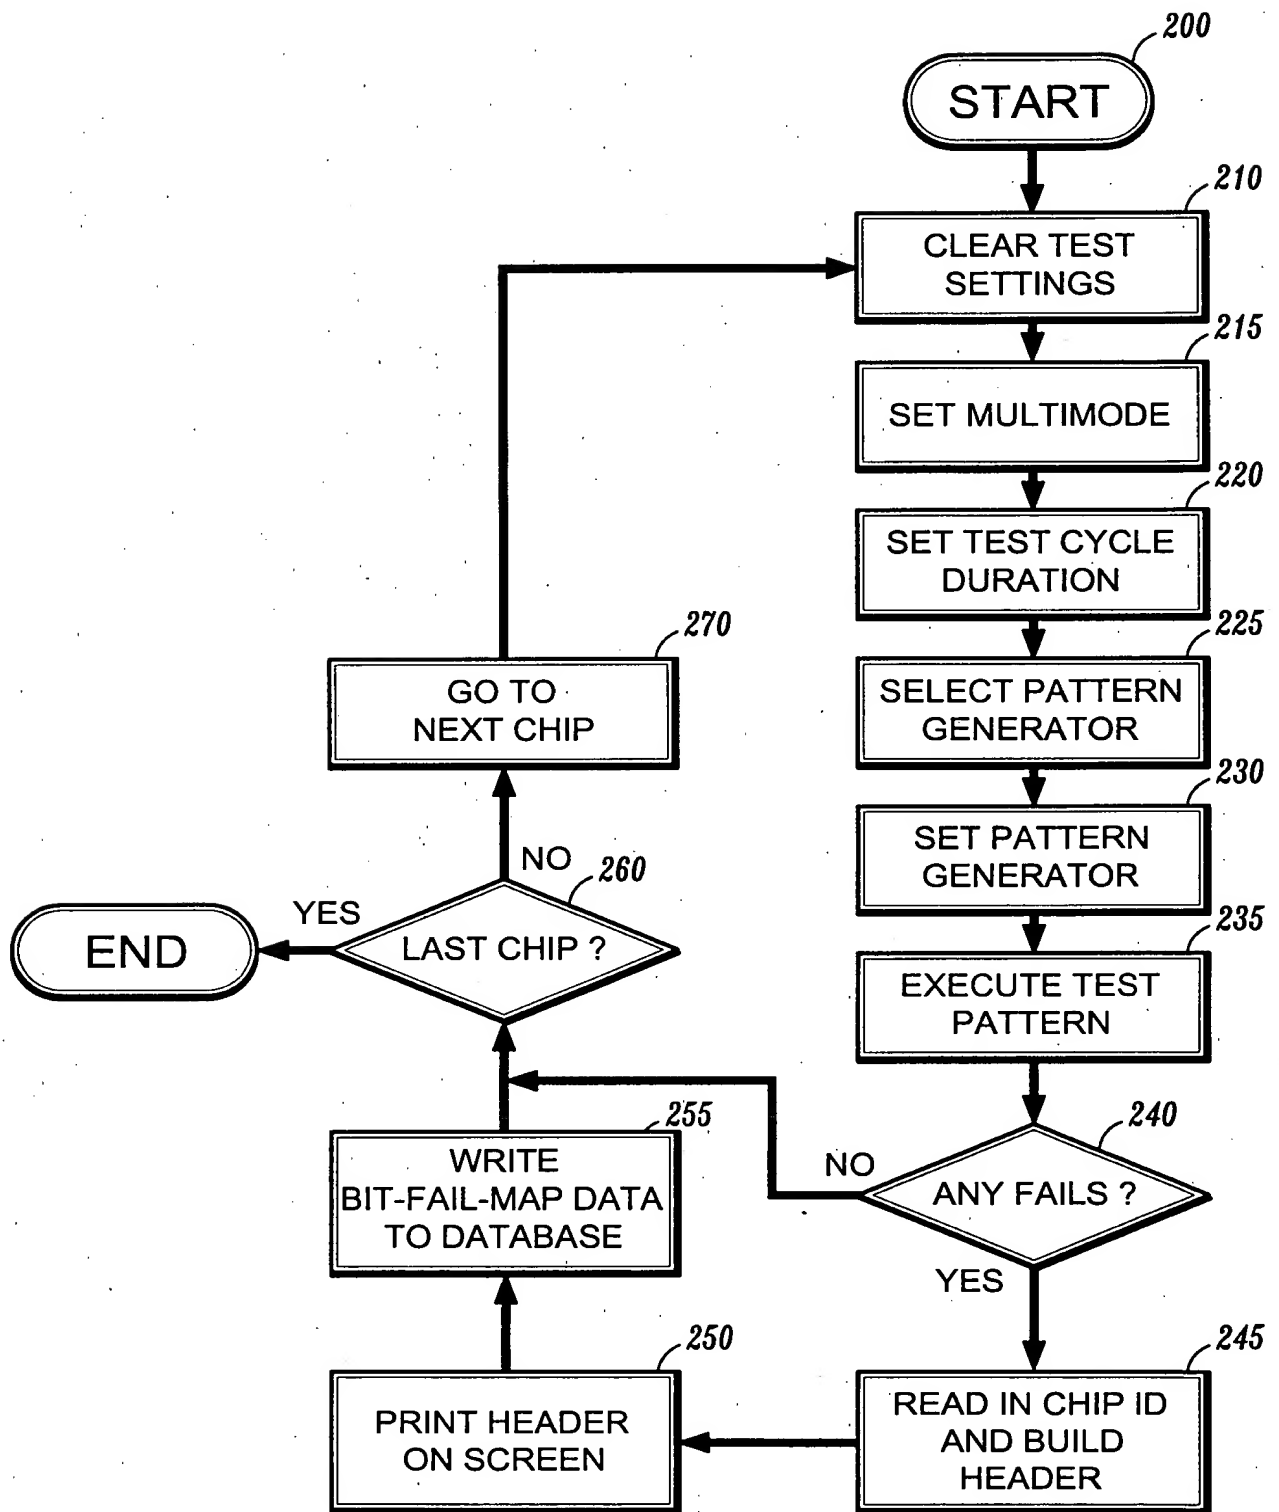 200
START
210
CLEAR TEST
SETTINGS
215
SET MULTIMODE
220
SET TEST CYCLE
DURATION
225
SELECT PATTERN
GENERATOR
230
SET PATTERN
GENERATOR
235
EXECUTE TEST
PATTERN
240
ANY FAILS ?
NO
YES
245
READ IN CHIP ID
AND BUILD
HEADER
250
PRINT HEADER
ON SCREEN
255
WRITE
BIT-FAIL-MAP DATA
TO DATABASE
260
LAST CHIP ?
NO
YES
270
GO TO
NEXT CHIP
END